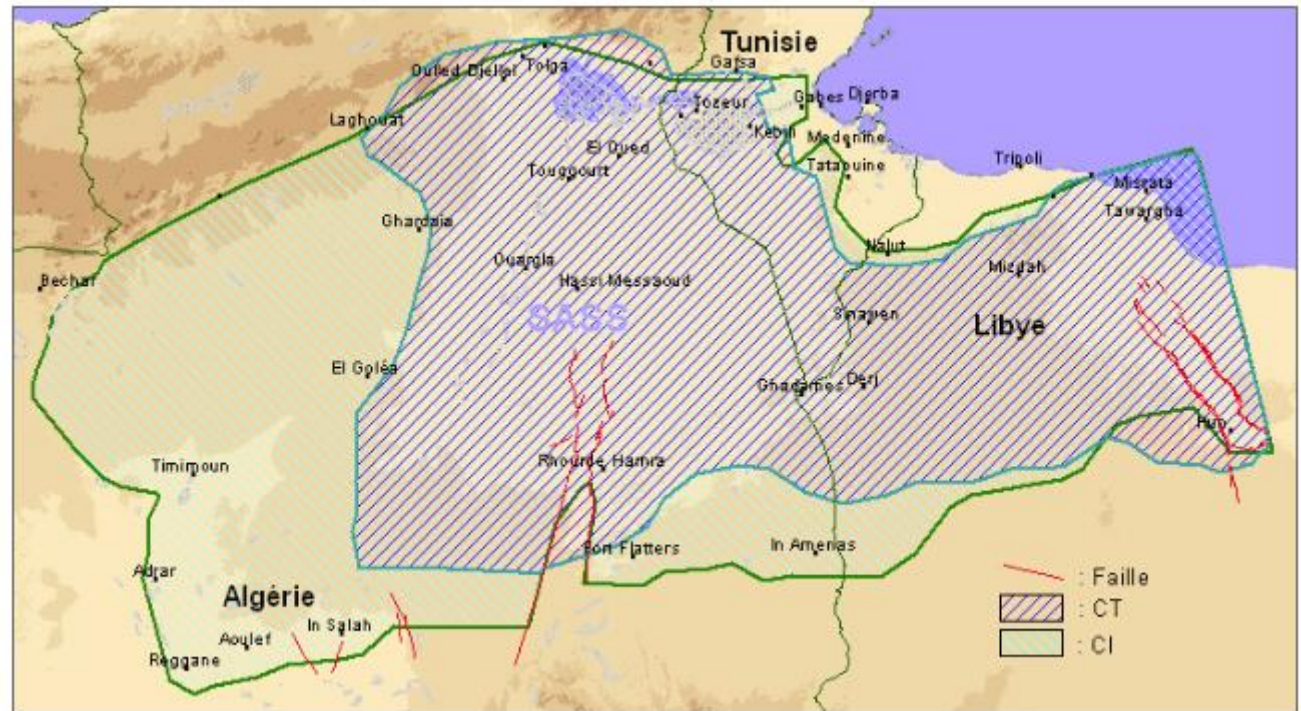 Tunisie
Gafsa
Ouled Djellal
Tolga
Tozeur
Gabes
Djerba
Laghouat
Kebili
Medenine
El Oued
Tripoli
Tataouine
Touggourt
Misrata
Tawargha
Ghardaia
Nalut
Ouargla
Mizdah
Bechar
Hassi Messaoud
SASS
Sinawen
Libye
El Goléa
Ghadames
Derj
Hun
Timimoun
Rhourde Hamra
Fort Flatters
In Amenas
Adrar
Algérie
In Salah
Aoulef
Reggane
: Faille
: CT
: CI